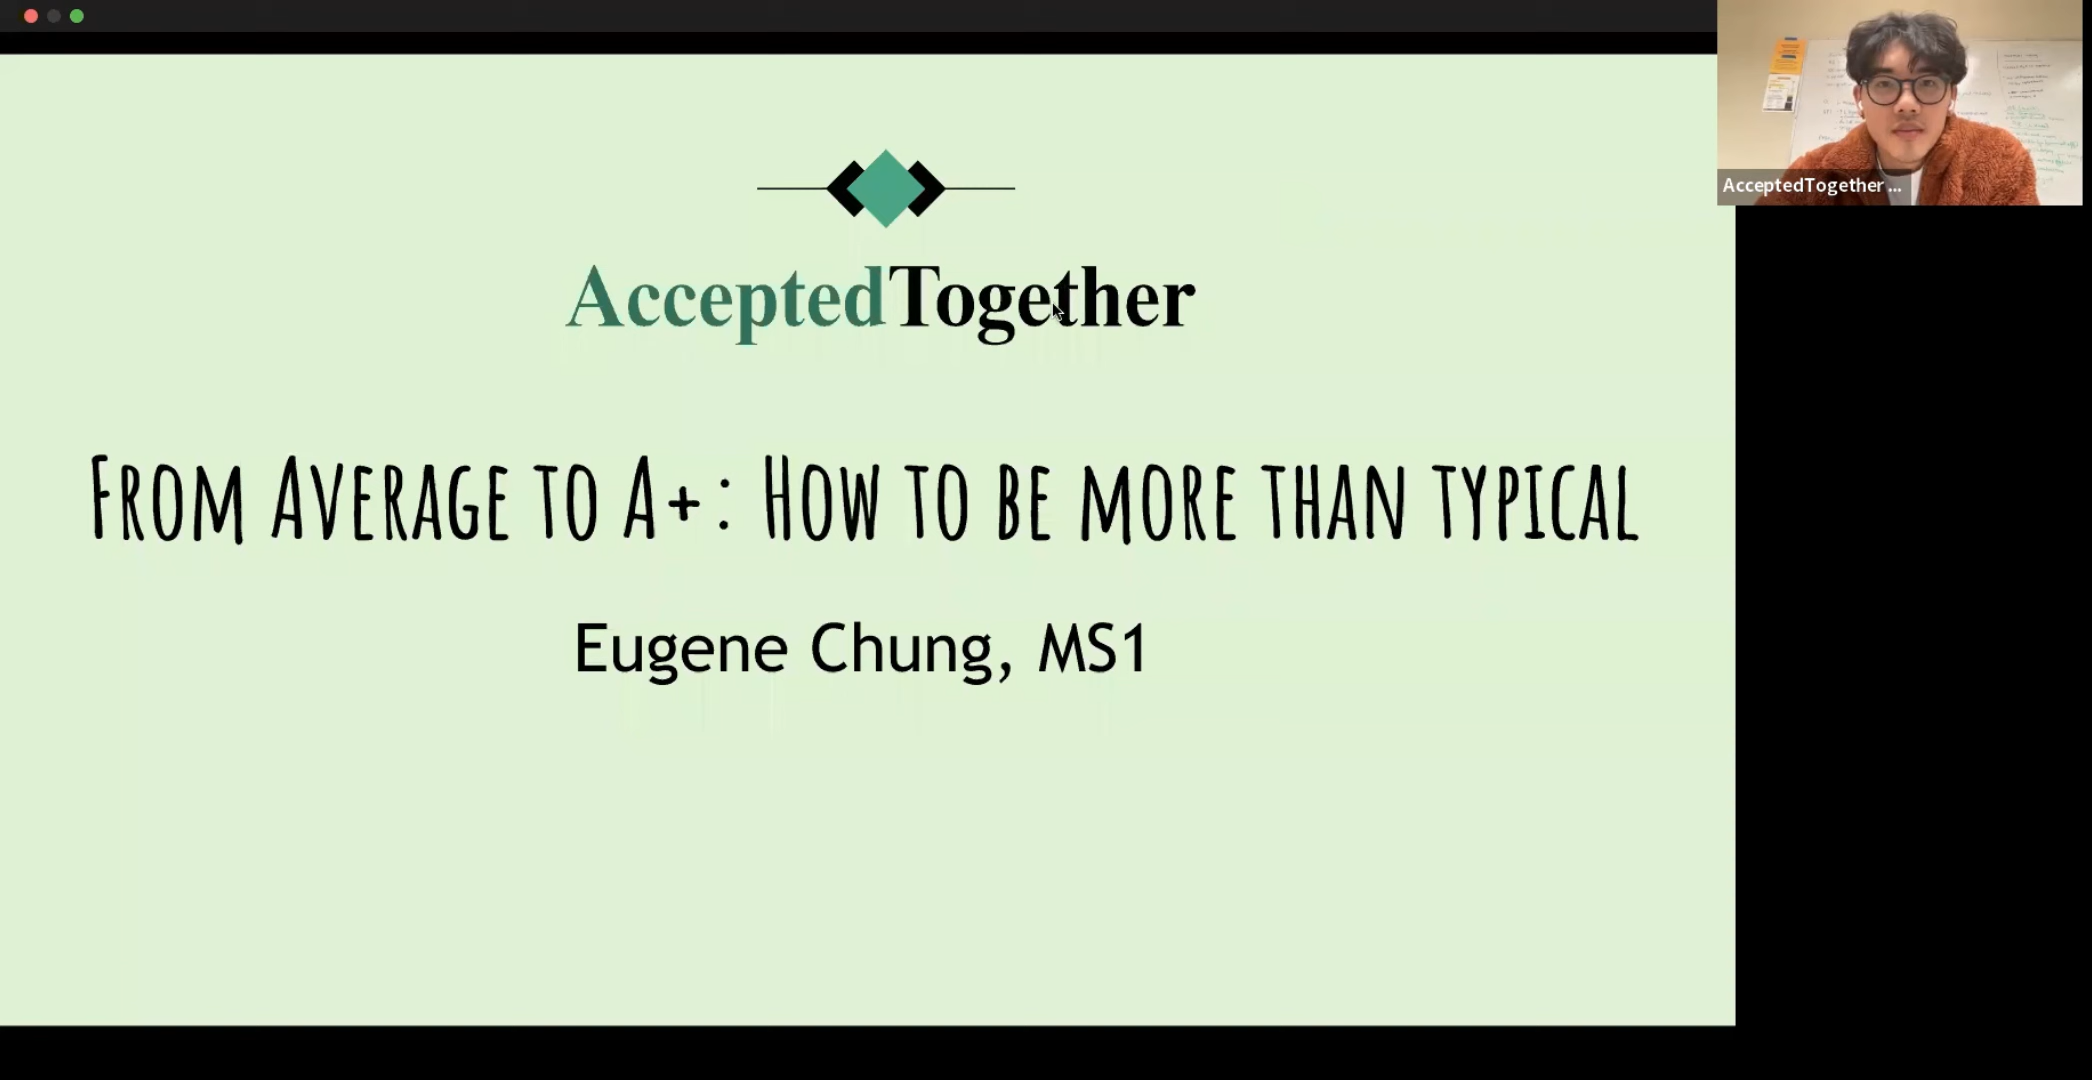 AcceptedTogether
From Average to A+: How to be more than typical
Eugene Chung, MS1
AcceptedTogether ...